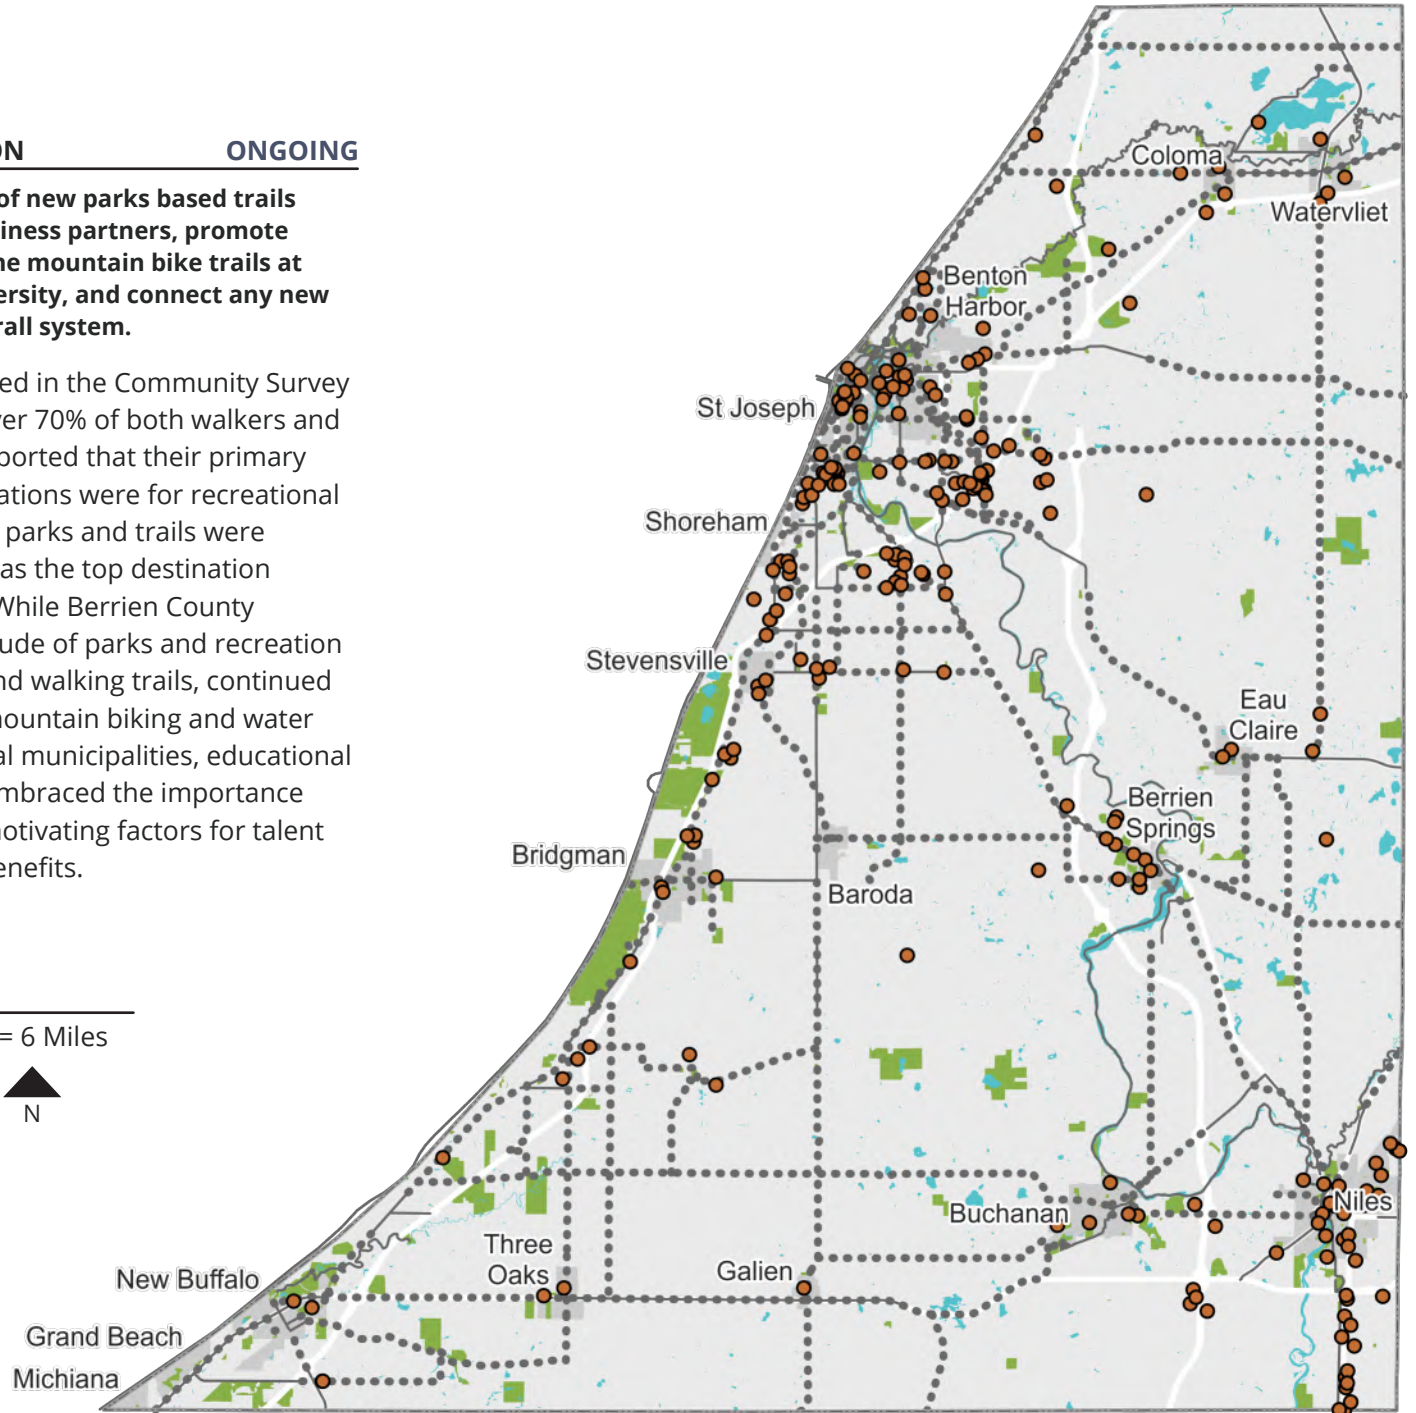 ON ONGOING
of new parks based trails
iness partners, promote
ne mountain bike trails at
ersity, and connect any new
rall system.
ed in the Community Survey
ver 70% of both walkers and
ported that their primary
ations were for recreational
parks and trails were
as the top destination
While Berrien County
ude of parks and recreation
nd walking trails, continued
nountain biking and water
al municipalities, educational
mbraced the importance
notivating factors for talent
enefits.
= 6 Miles
N
Coloma
Watervliet
Benton
Harbor
St Joseph
Shoreham
Stevensville
Eau
Claire
Berrien
Springs
Bridgman
Baroda
Buchanan
Niles
Three
Oaks
Galien
New Buffalo
Grand Beach
Michiana